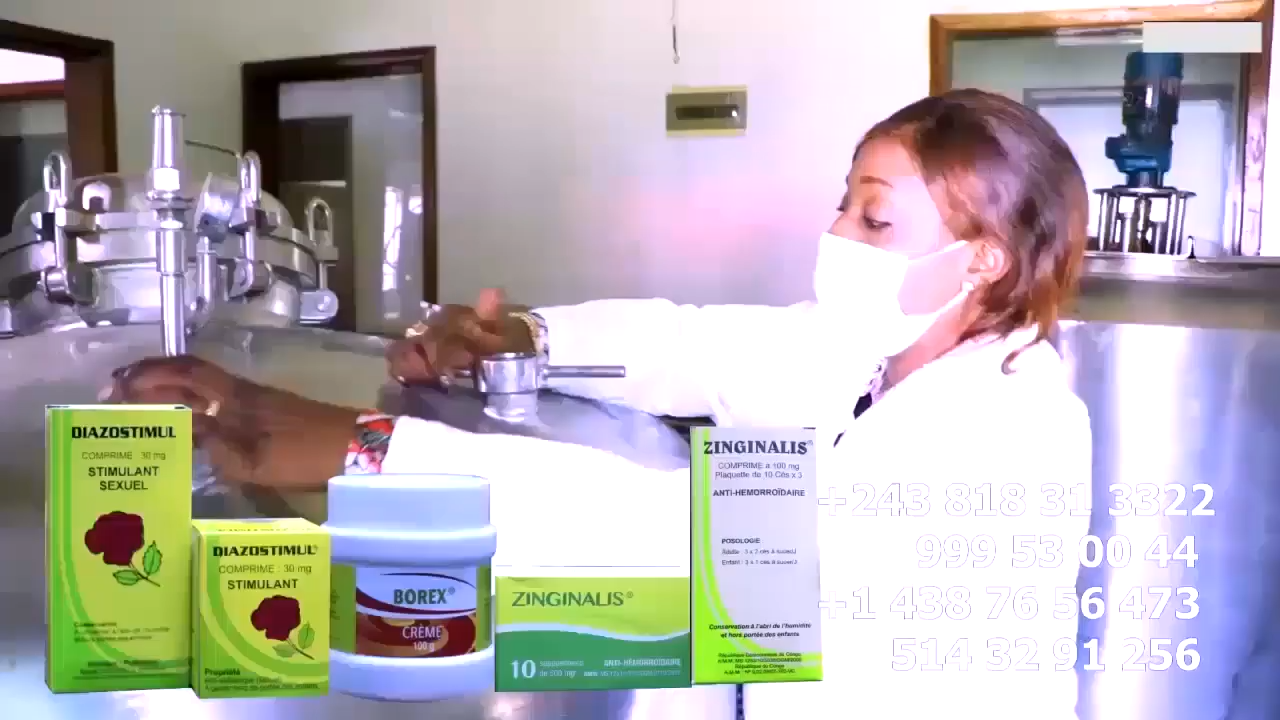 DIAZOSTIMUL
COMPRIME : 30 mg
STIMULANT
SEXUEL
DIAZOSTIMUL®
COMPRIME : 30 mg
STIMULANT
Propriété
BOREX®
CRÈME
100 g
ZINGINALIS®
10
ANTI-HÉMORROÏDAIRE
ZINGINALIS®
COMPRIME à 100 mg
Plaquette de 10 Cés x 3
ANTI-HEMORROÏDAIRE
POSOLOGIE
Conservation à l'abri de l'humidité
et hors portée des enfants
+243 818 31 3322
999 53 00 44
+1 438 76 56 473
514 32 91 256